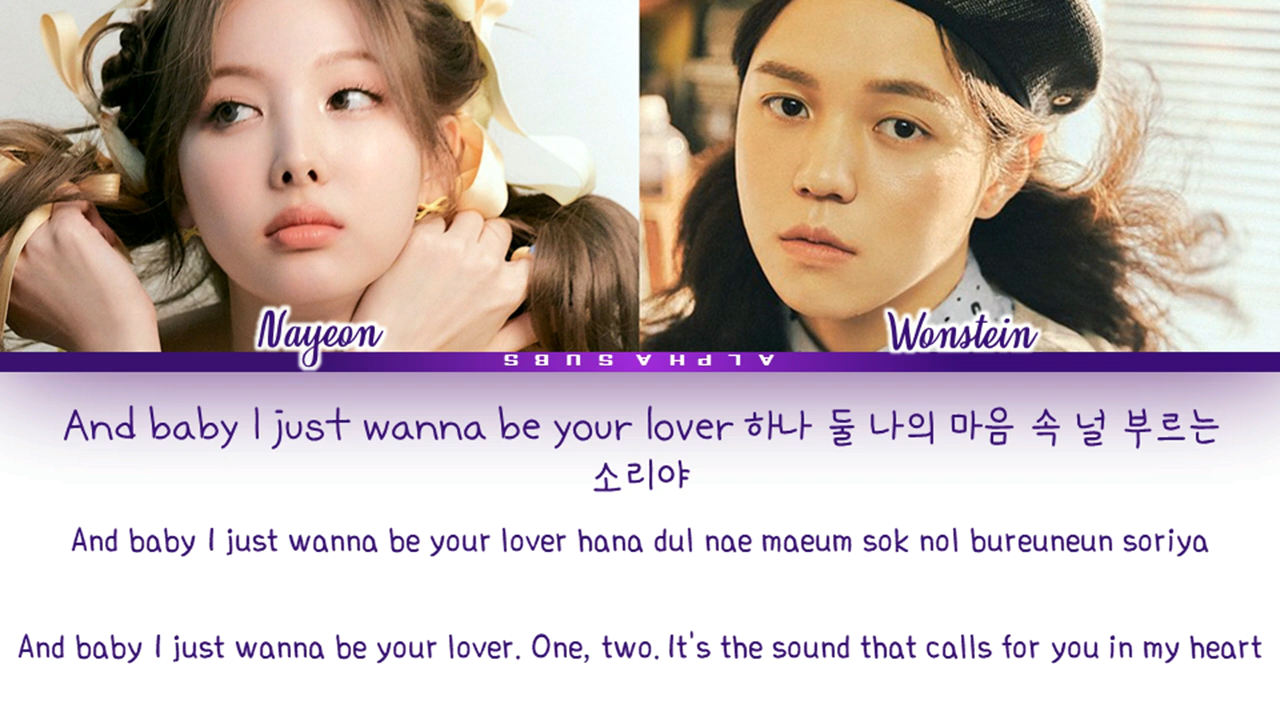 Nayeon
Wonstein
ALPHASUBS
And baby I just wanna be your lover 하나 둘 나의 마음 속 널 부르는
소리야
And baby I just wanna be your lover hana dul nae maeum sok nol bureuneun soriya
And baby I just wanna be your lover. One, two. It's the sound that calls for you in my heart